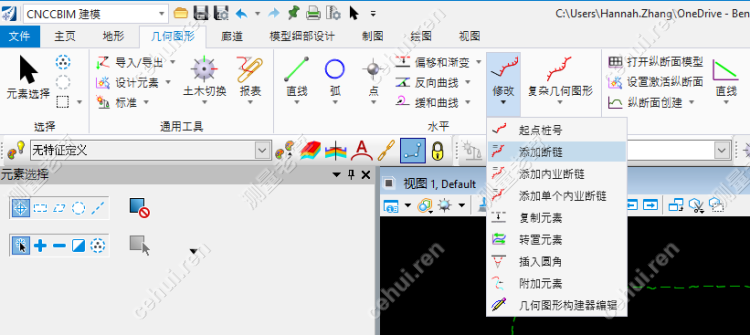 CNCCBIM 建模
C:\Users\Hannah.Zhang\OneDrive - Ben
文件 主页 地形 几何图形 廊道 模型细部设计 制图 绘图 视图
元素选择
选择
导入/导出
设计元素
标准
土木切换
报表
通用工具
直线
弧
点
偏移和渐变
反向曲线
缓和曲线
水平
修改
复杂几何图形
打开纵断面模型
设置激活纵断面
纵断面创建
直线
起点桩号
添加断链
添加内业断链
添加单个内业断链
复制元素
转置元素
插入圆角
附加元素
几何图形构建器编辑
无特征定义
元素选择
视图 1, Default
测量老翁
cehui.ren